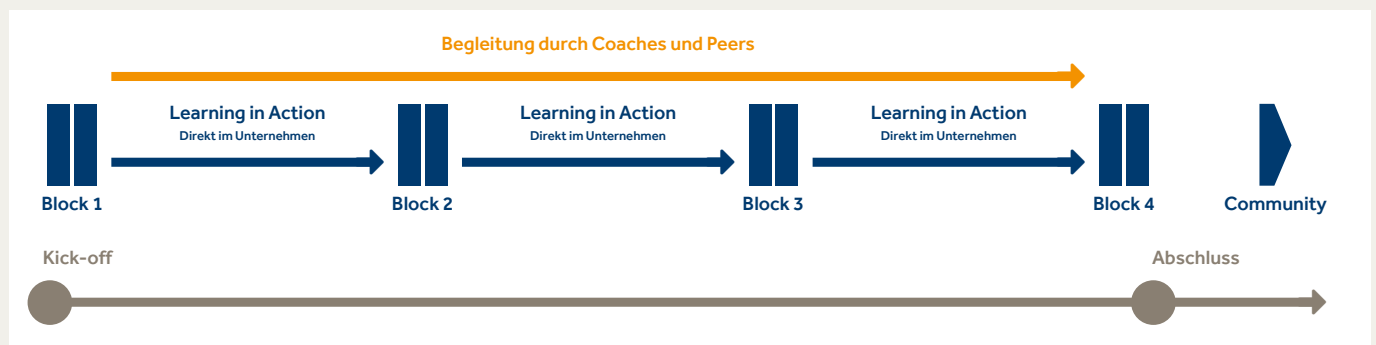 Begleitung durch Coaches und Peers
Learning in Action
Direkt im Unternehmen
Learning in Action
Direkt im Unternehmen
Learning in Action
Direkt im Unternehmen
Block 1
Block 2
Block 3
Block 4
Community
Kick-off
Abschluss